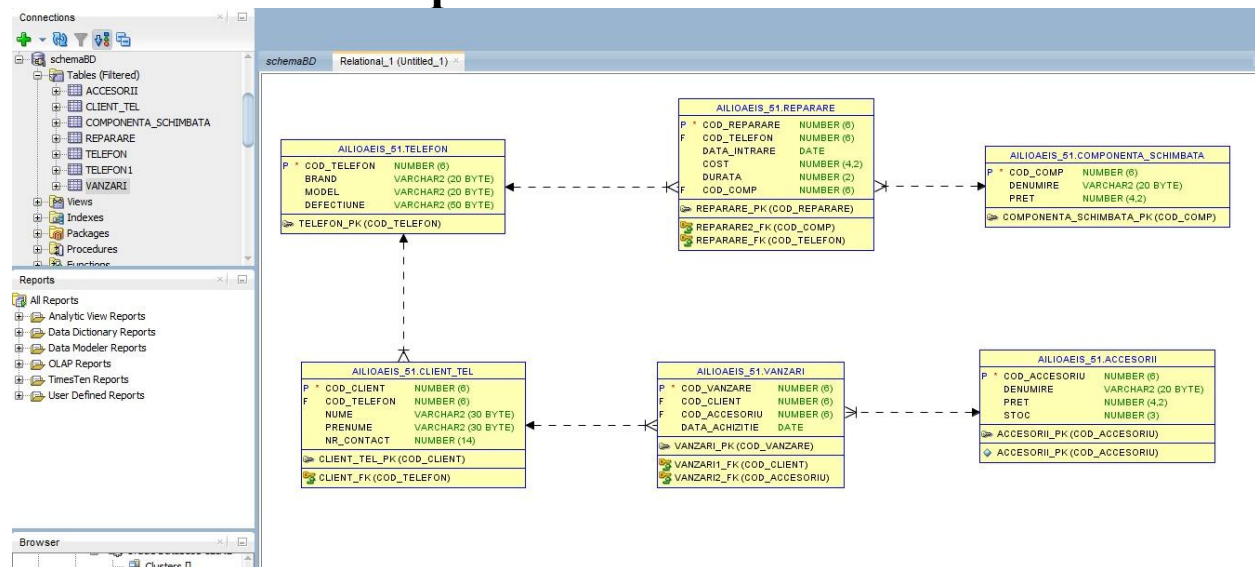 Connections
schemaBD
Tables (Filtered)
ACCESORII
CLIENT_TEL
COMPONENTA_SCHIMBATA
REPARARE
TELEFON
TELEFON1
VANZARI
Views
Indexes
Packages
Procedures
Functions
Reports
All Reports
Analytic View Reports
Data Dictionary Reports
Data Modeler Reports
OLAP Reports
TimesTen Reports
User Defined Reports
Browser
Clusters []
schemaBD Relational_1 (Untitled_1)
AILIOAEIS_51.TELEFON
P * COD_TELEFON NUMBER (6)
BRAND VARCHAR2 (20 BYTE)
MODEL VARCHAR2 (20 BYTE)
DEFECTIUNE VARCHAR2 (50 BYTE)
TELEFON_PK (COD_TELEFON)
AILIOAEIS_51.REPARARE
P * COD_REPARARE NUMBER (6)
F COD_TELEFON NUMBER (6)
DATA_INTRARE DATE
COST NUMBER (4,2)
DURATA NUMBER (2)
F COD_COMP NUMBER (6)
REPARARE_PK (COD_REPARARE)
REPARARE2_FK (COD_COMP)
REPARARE_FK (COD_TELEFON)
AILIOAEIS_51.COMPONENTA_SCHIMBATA
P * COD_COMP NUMBER (6)
DENUMIRE VARCHAR2 (20 BYTE)
PRET NUMBER (4,2)
COMPONENTA_SCHIMBATA_PK (COD_COMP)
AILIOAEIS_51.CLIENT_TEL
P * COD_CLIENT NUMBER (6)
F COD_TELEFON NUMBER (6)
NUME VARCHAR2 (30 BYTE)
PRENUME VARCHAR2 (30 BYTE)
NR_CONTACT NUMBER (14)
CLIENT_TEL_PK (COD_CLIENT)
CLIENT_FK (COD_TELEFON)
AILIOAEIS_51.VANZARI
P * COD_VANZARE NUMBER (6)
F COD_CLIENT NUMBER (6)
F COD_ACCESORIU NUMBER (6)
DATA_ACHIZITIE DATE
VANZARI_PK (COD_VANZARE)
VANZARI1_FK (COD_CLIENT)
VANZARI2_FK (COD_ACCESORIU)
AILIOAEIS_51.ACCESORII
P * COD_ACCESORIU NUMBER (6)
DENUMIRE VARCHAR2 (20 BYTE)
PRET NUMBER (4,2)
STOC NUMBER (3)
ACCESORII_PK (COD_ACCESORIU)
ACCESORII_PK (COD_ACCESORIU)